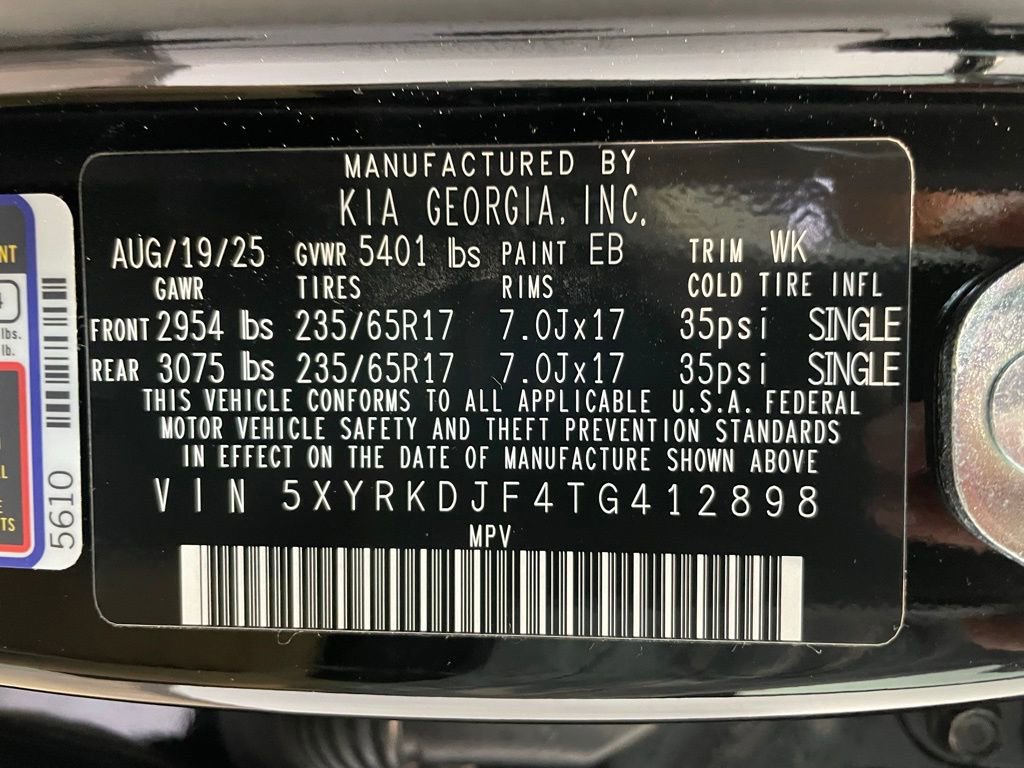 MANUFACTURED BY
KIA GEORGIA, INC.
AUG/19/25 GVWR 5401 lbs PAINT EB TRIM WK
GAWR TIRES RIMS COLD TIRE INFL
FRONT 2954 lbs 235/65R17 7.0Jx17 35psi SINGLE
REAR 3075 lbs 235/65R17 7.0Jx17 35psi SINGLE
THIS VEHICLE CONFORMS TO ALL APPLICABLE U.S.A. FEDERAL
MOTOR VEHICLE SAFETY AND THEFT PREVENTION STANDARDS
IN EFFECT ON THE DATE OF MANUFACTURE SHOWN ABOVE
VIN 5XYRKDJF4TG412898
MPV
lbs.
lb.
5610